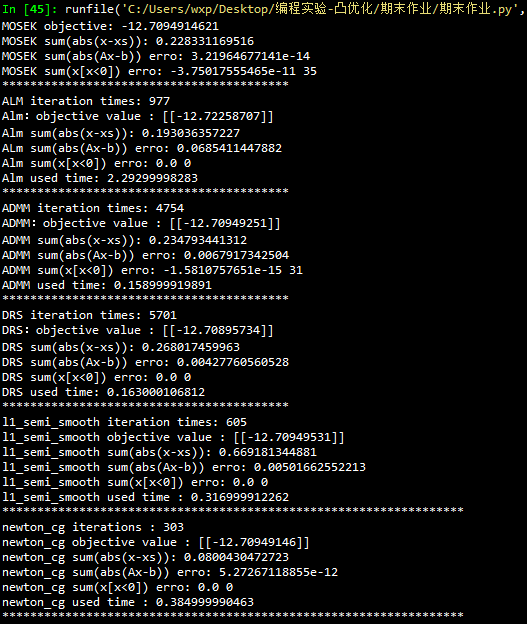 In [45]: runfile('C:/Users/wxp/Desktop/编程实验-凸优化/期末作业/期末作业.py',
MOSEK objective: -12.7094914621
MOSEK sum(abs(x-xs)): 0.228331169516
MOSEK sum(abs(Ax-b)) erro: 3.21964677141e-14
MOSEK sum(x[x<0]) erro: -3.75017555465e-11 35
*****************************************
ALM iteration times: 977
Alm：objective value : [[-12.72258707]]
Alm sum(abs(x-xs)): 0.193036357227
ALm sum(abs(Ax-b)) erro: 0.0685411447882
Alm sum(x[x<0]) erro: 0.0 0
Alm used time: 2.29299998283
*****************************************
ADMM iteration times: 4754
ADMM：objective value : [[-12.70949251]]
ADMM sum(abs(x-xs)): 0.234793441312
ADMM sum(abs(Ax-b)) erro: 0.0067917342504
ADMM sum(x[x<0]) erro: -1.5810757651e-15 31
ADMM used time: 0.158999919891
*****************************************
DRS iteration times: 5701
DRS：objective value : [[-12.70895734]]
DRS sum(abs(x-xs)): 0.268017459963
DRS sum(abs(Ax-b)) erro: 0.00427760560528
DRS sum(x[x<0]) erro: 0.0 0
DRS used time: 0.163000106812
*****************************************
l1_semi_smooth iteration times: 605
l1_semi_smooth objective value : [[-12.70949531]]
l1_semi_smooth sum(abs(x-xs)): 0.669181344881
l1_semi_smooth sum(abs(Ax-b)) erro: 0.00501662552213
l1_semi_smooth sum(x[x<0]) erro: 0.0 0
l1_semi_smooth used time : 0.316999912262
******************************************************************
newton_cg iterations : 303
newton_cg objective value : [[-12.70949146]]
newton_cg sum(abs(x-xs)): 0.0800430472723
newton_cg sum(abs(Ax-b)) erro: 5.27267118855e-12
newton_cg sum(x[x<0]) erro: 0.0 0
newton_cg used time : 0.384999990463
******************************************************************